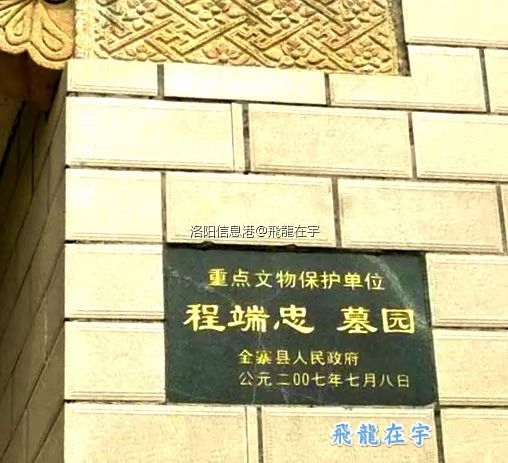 洛阳信息港@飛龍在宇
重点文物保护单位
程端忠 墓园
金寨县人民政府
公元二00七年七月八日
飛龍在宇